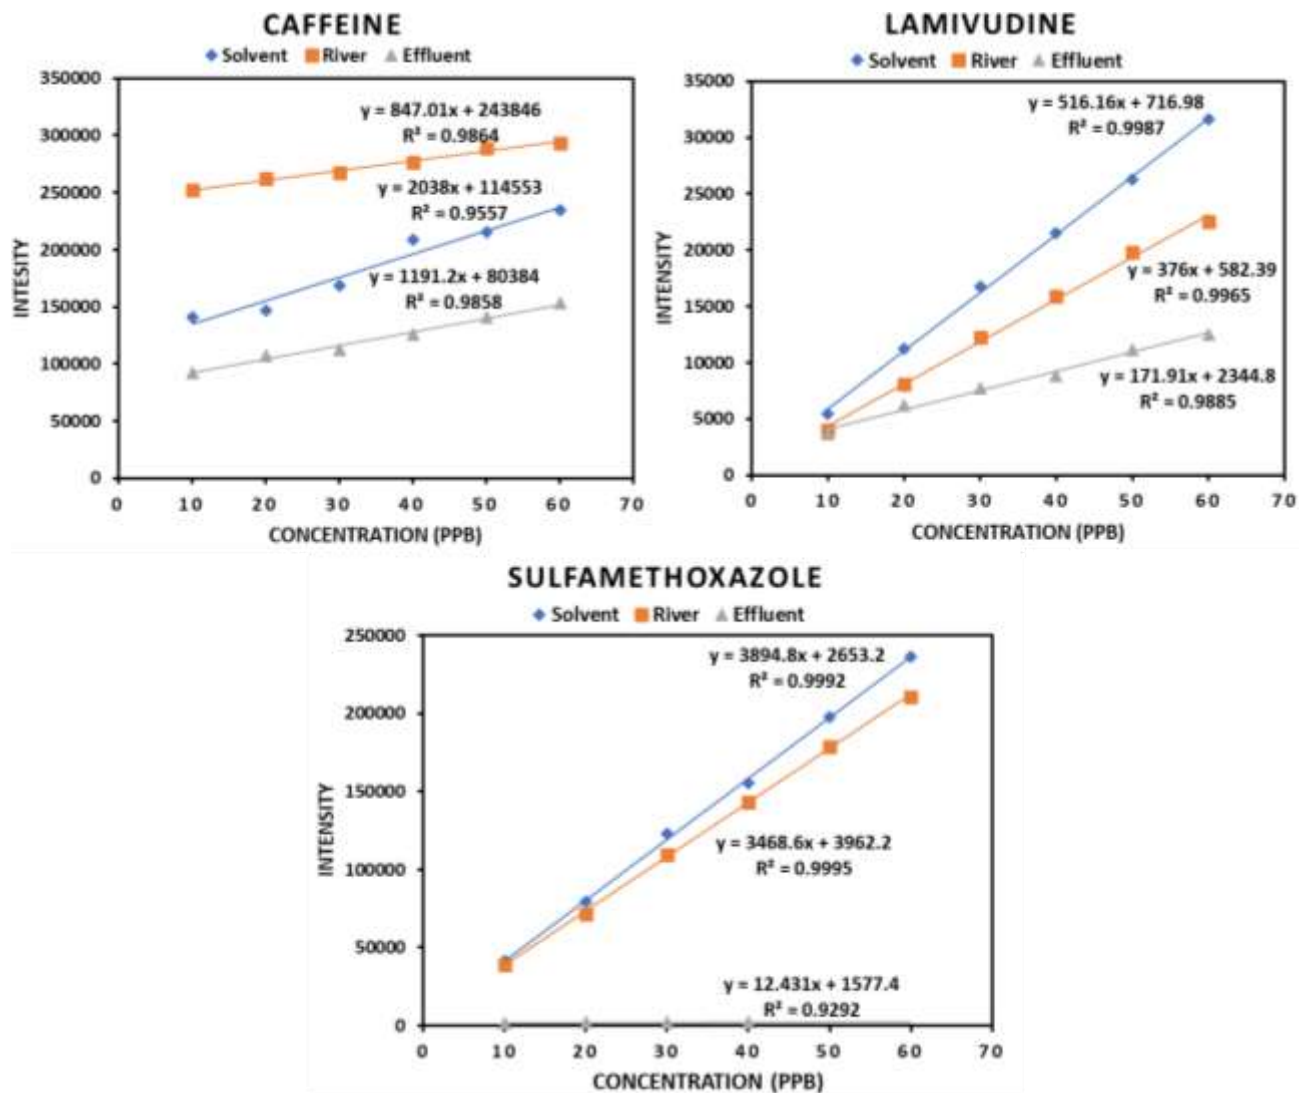 CAFFEINE
Solvent River Effluent
350000
300000
250000
200000
150000
100000
50000
0
INTESITY
y = 847.01x + 243846
R² = 0.9864
y = 2038x + 114553
R² = 0.9557
y = 1191.2x + 80384
R² = 0.9858
0 10 20 30 40 50 60 70
CONCENTRATION (PPB)
LAMIVUDINE
Solvent River Effluent
35000
30000
25000
20000
15000
10000
5000
0
INTENSITY
y = 516.16x + 716.98
R² = 0.9987
y = 376x + 582.39
R² = 0.9965
y = 171.91x + 2344.8
R² = 0.9885
0 10 20 30 40 50 60 70
CONCENTRATION (PPB)
SULFAMETHOXAZOLE
Solvent River Effluent
250000
200000
150000
100000
50000
0
INTENSITY
y = 3894.8x + 2653.2
R² = 0.9992
y = 3468.6x + 3962.2
R² = 0.9995
y = 12.431x + 1577.4
R² = 0.9292
0 10 20 30 40 50 60 70
CONCENTRATION (PPB)